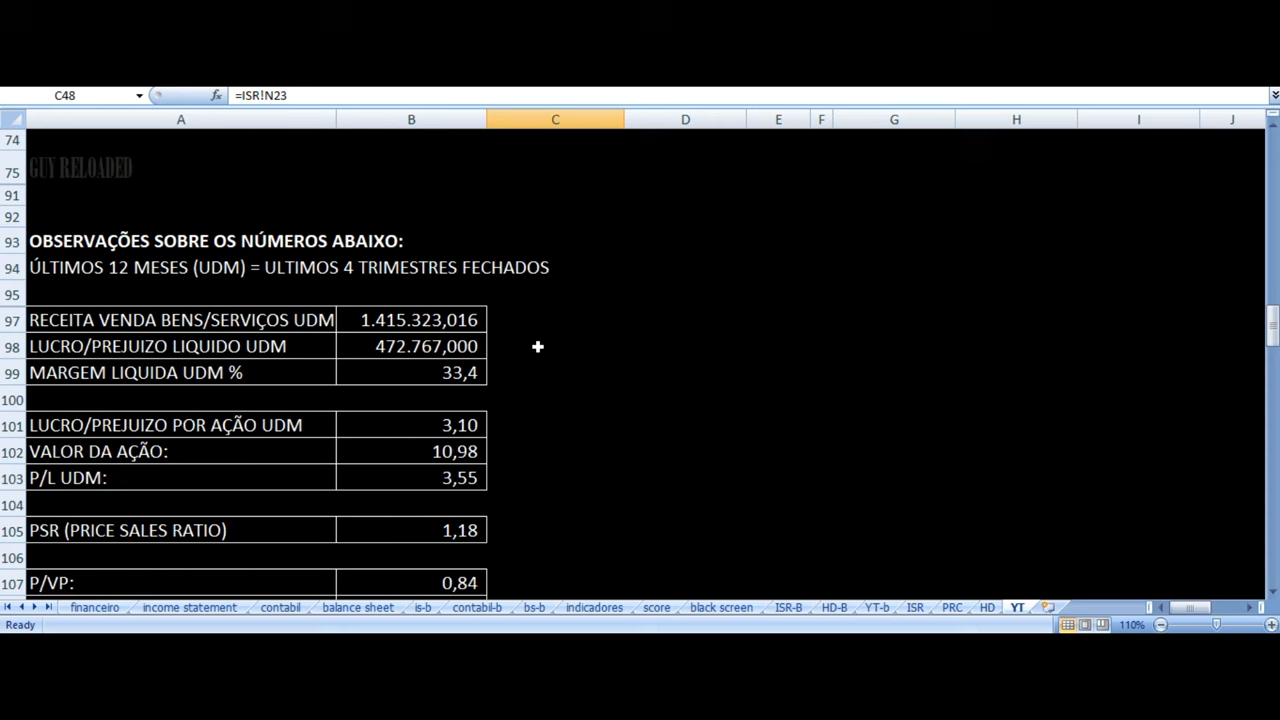 C48 fx =ISR!N23
A B C D E F G H I J
74
75 GUY RELOADED
91
92
93 OBSERVAÇÕES SOBRE OS NÚMEROS ABAIXO:
94 ÚLTIMOS 12 MESES (UDM) = ULTIMOS 4 TRIMESTRES FECHADOS
95
97 RECEITA VENDA BENS/SERVIÇOS UDM 1.415.323,016
98 LUCRO/PREJUIZO LIQUIDO UDM 472.767,000
99 MARGEM LIQUIDA UDM % 33,4
100
101 LUCRO/PREJUIZO POR AÇÃO UDM 3,10
102 VALOR DA AÇÃO: 10,98
103 P/L UDM: 3,55
104
105 PSR (PRICE SALES RATIO) 1,18
106
107 P/VP: 0,84
financeiro income statement contabil balance sheet is-b contabil-b bs-b indicadores score black screen ISR-B HD-B YT-b ISR PRC HD YT
Ready 110%